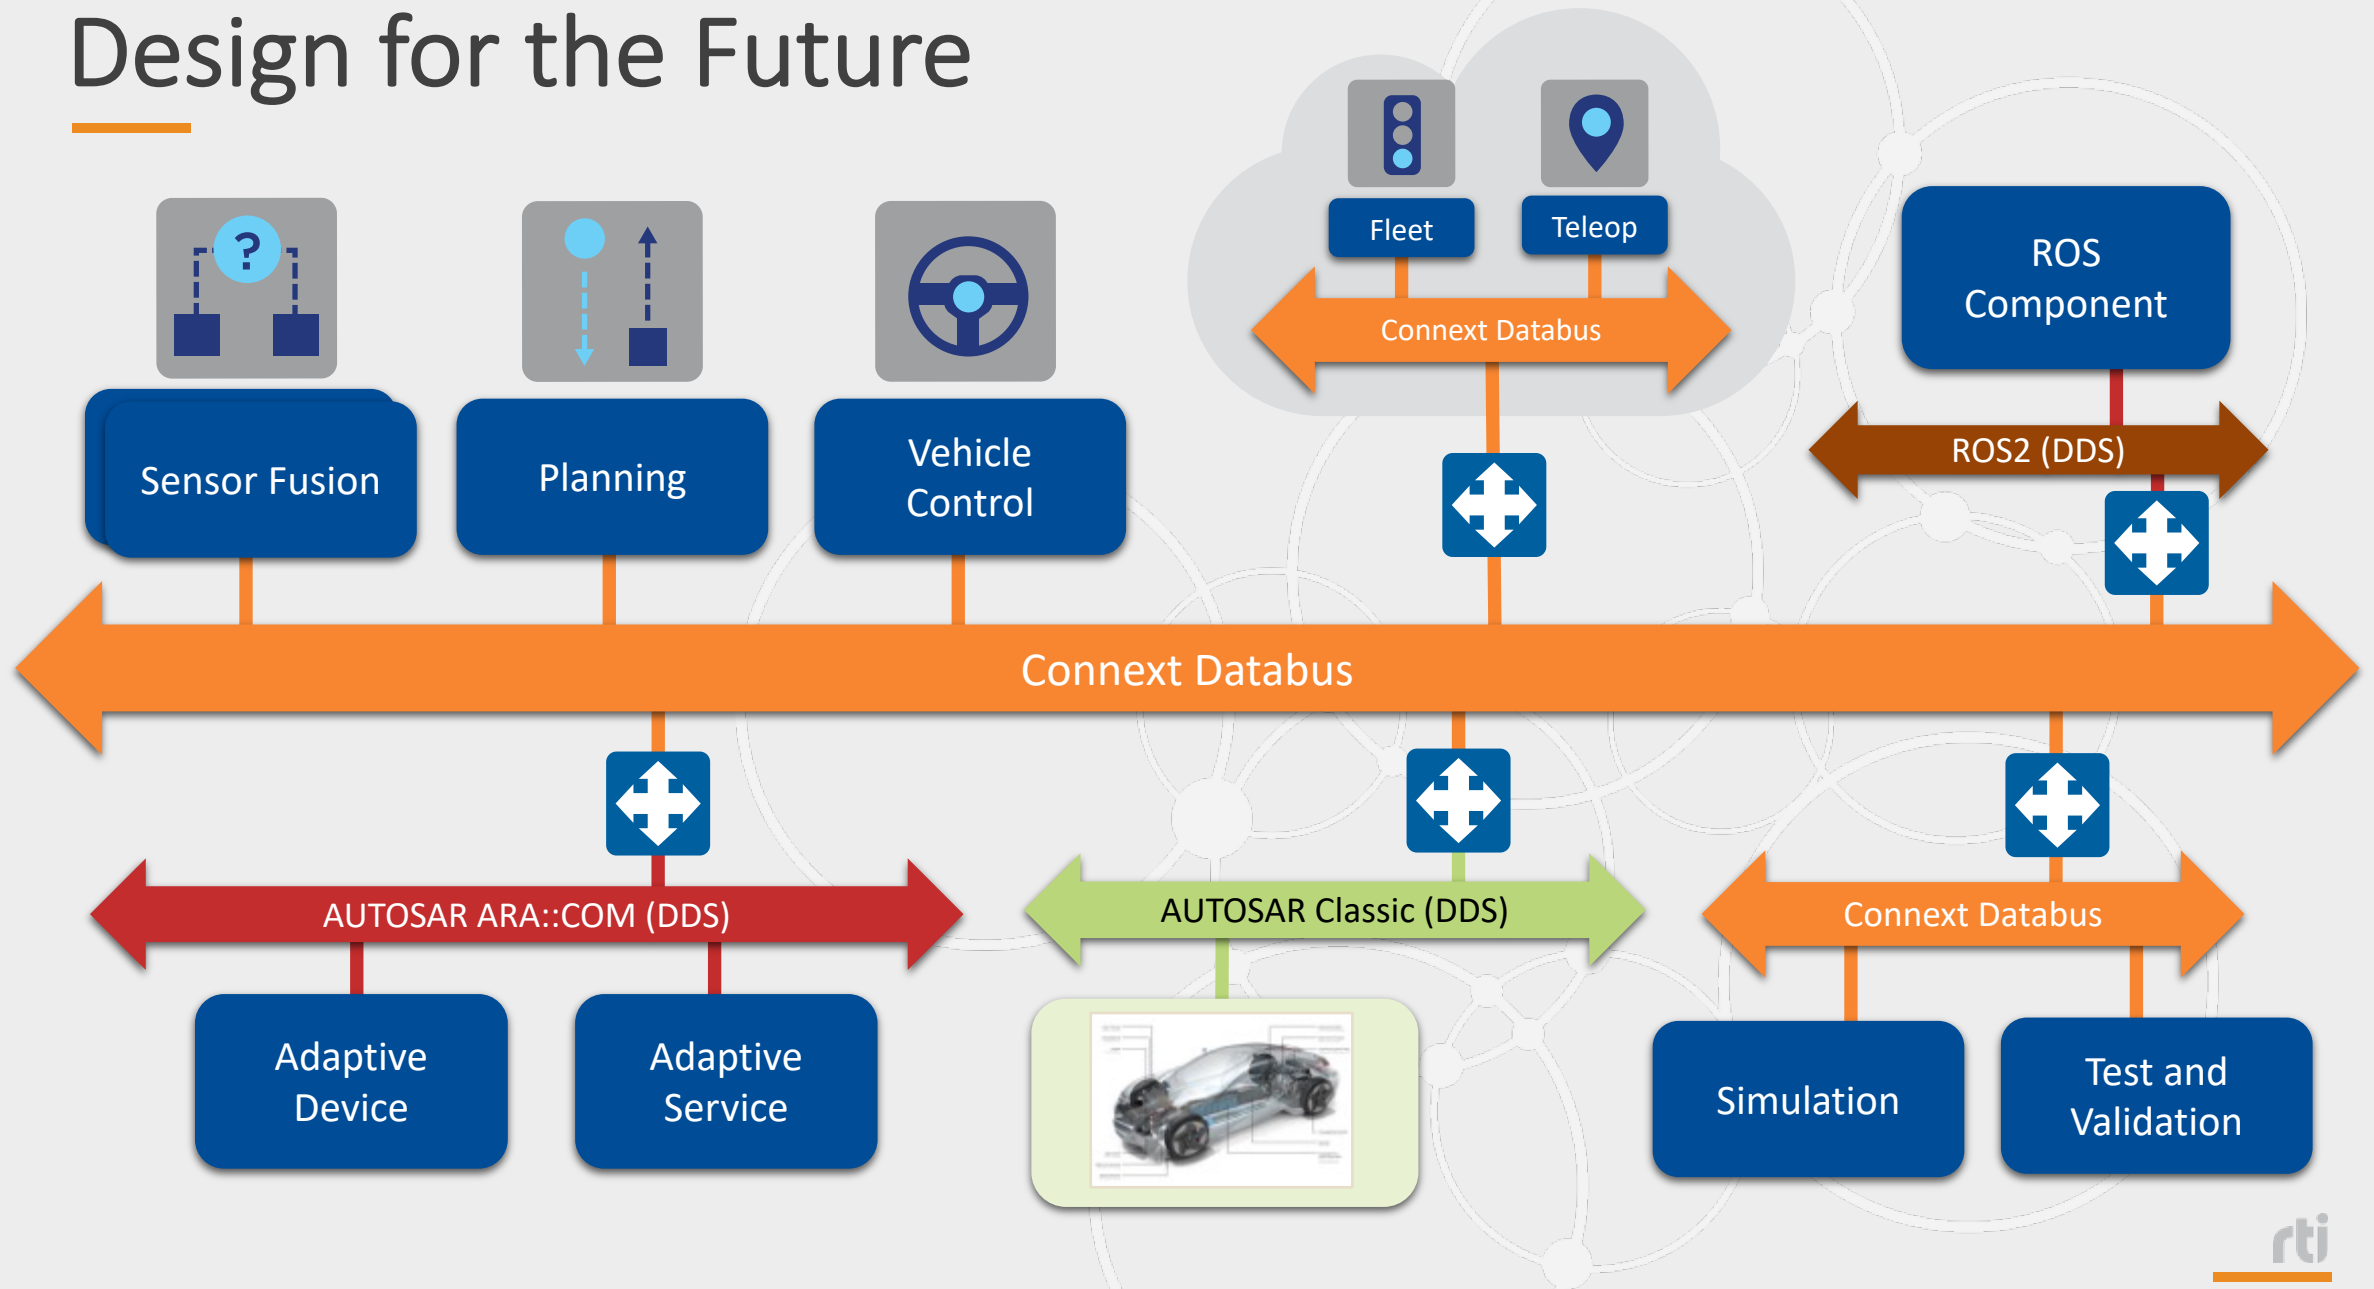 Design for the Future
?
Fleet
Teleop
Connext Databus
ROS
Component
ROS2 (DDS)
Sensor Fusion
Planning
Vehicle
Control
Connext Databus
AUTOSAR ARA::COM (DDS)
Adaptive
Device
Adaptive
Service
AUTOSAR Classic (DDS)
Connext Databus
Simulation
Test and
Validation
rti